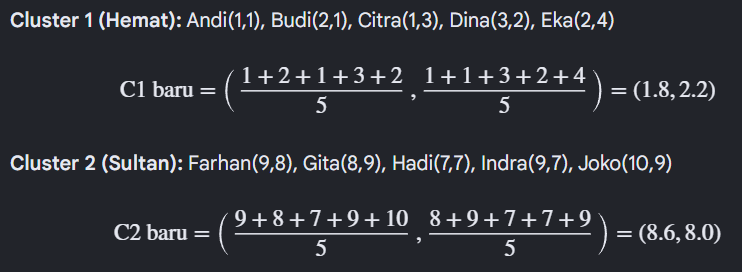 Cluster 1 (Hemat): Andi(1,1), Budi(2,1), Citra(1,3), Dina(3,2), Eka(2,4)
C1 baru = ( (1+2+1+3+2)/5 , (1+1+3+2+4)/5 ) = (1.8, 2.2)
Cluster 2 (Sultan): Farhan(9,8), Gita(8,9), Hadi(7,7), Indra(9,7), Joko(10,9)
C2 baru = ( (9+8+7+9+10)/5 , (8+9+7+7+9)/5 ) = (8.6, 8.0)